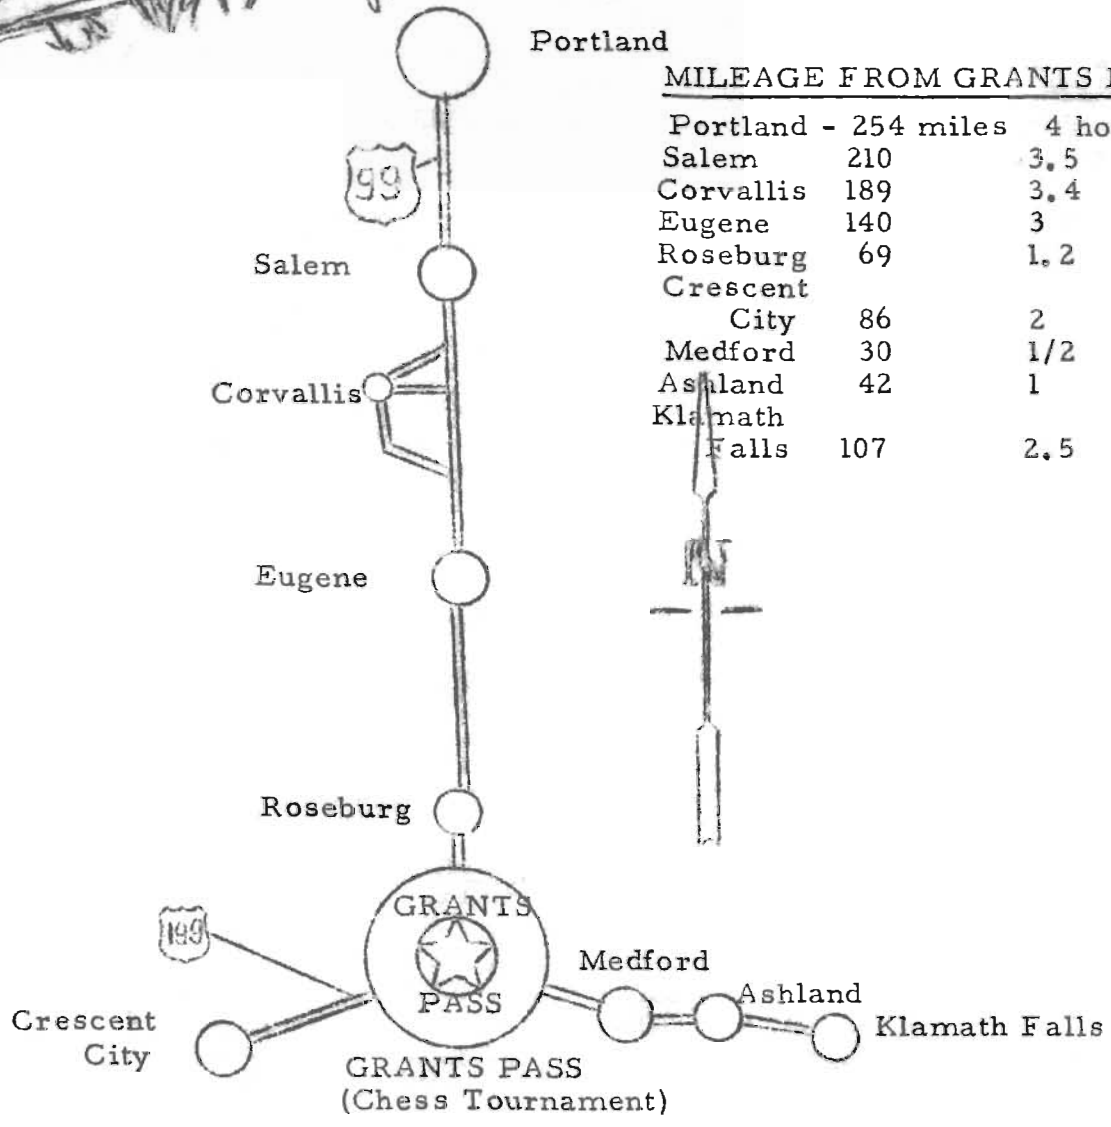 Portland
MILEAGE FROM GRANTS
Portland - 254 miles 4 ho
Salem 210 3.5
Corvallis 189 3.4
Eugene 140 3
Roseburg 69 1.2
Crescent
City 86 2
Medford 30 1/2
Ashland 42 1
Klamath
Falls 107 2.5
99
Salem
Corvallis
N
Eugene
Roseburg
GRANTS
PASS
199
Medford
Ashland
Klamath Falls
Crescent
City
GRANTS PASS
(Chess Tournament)